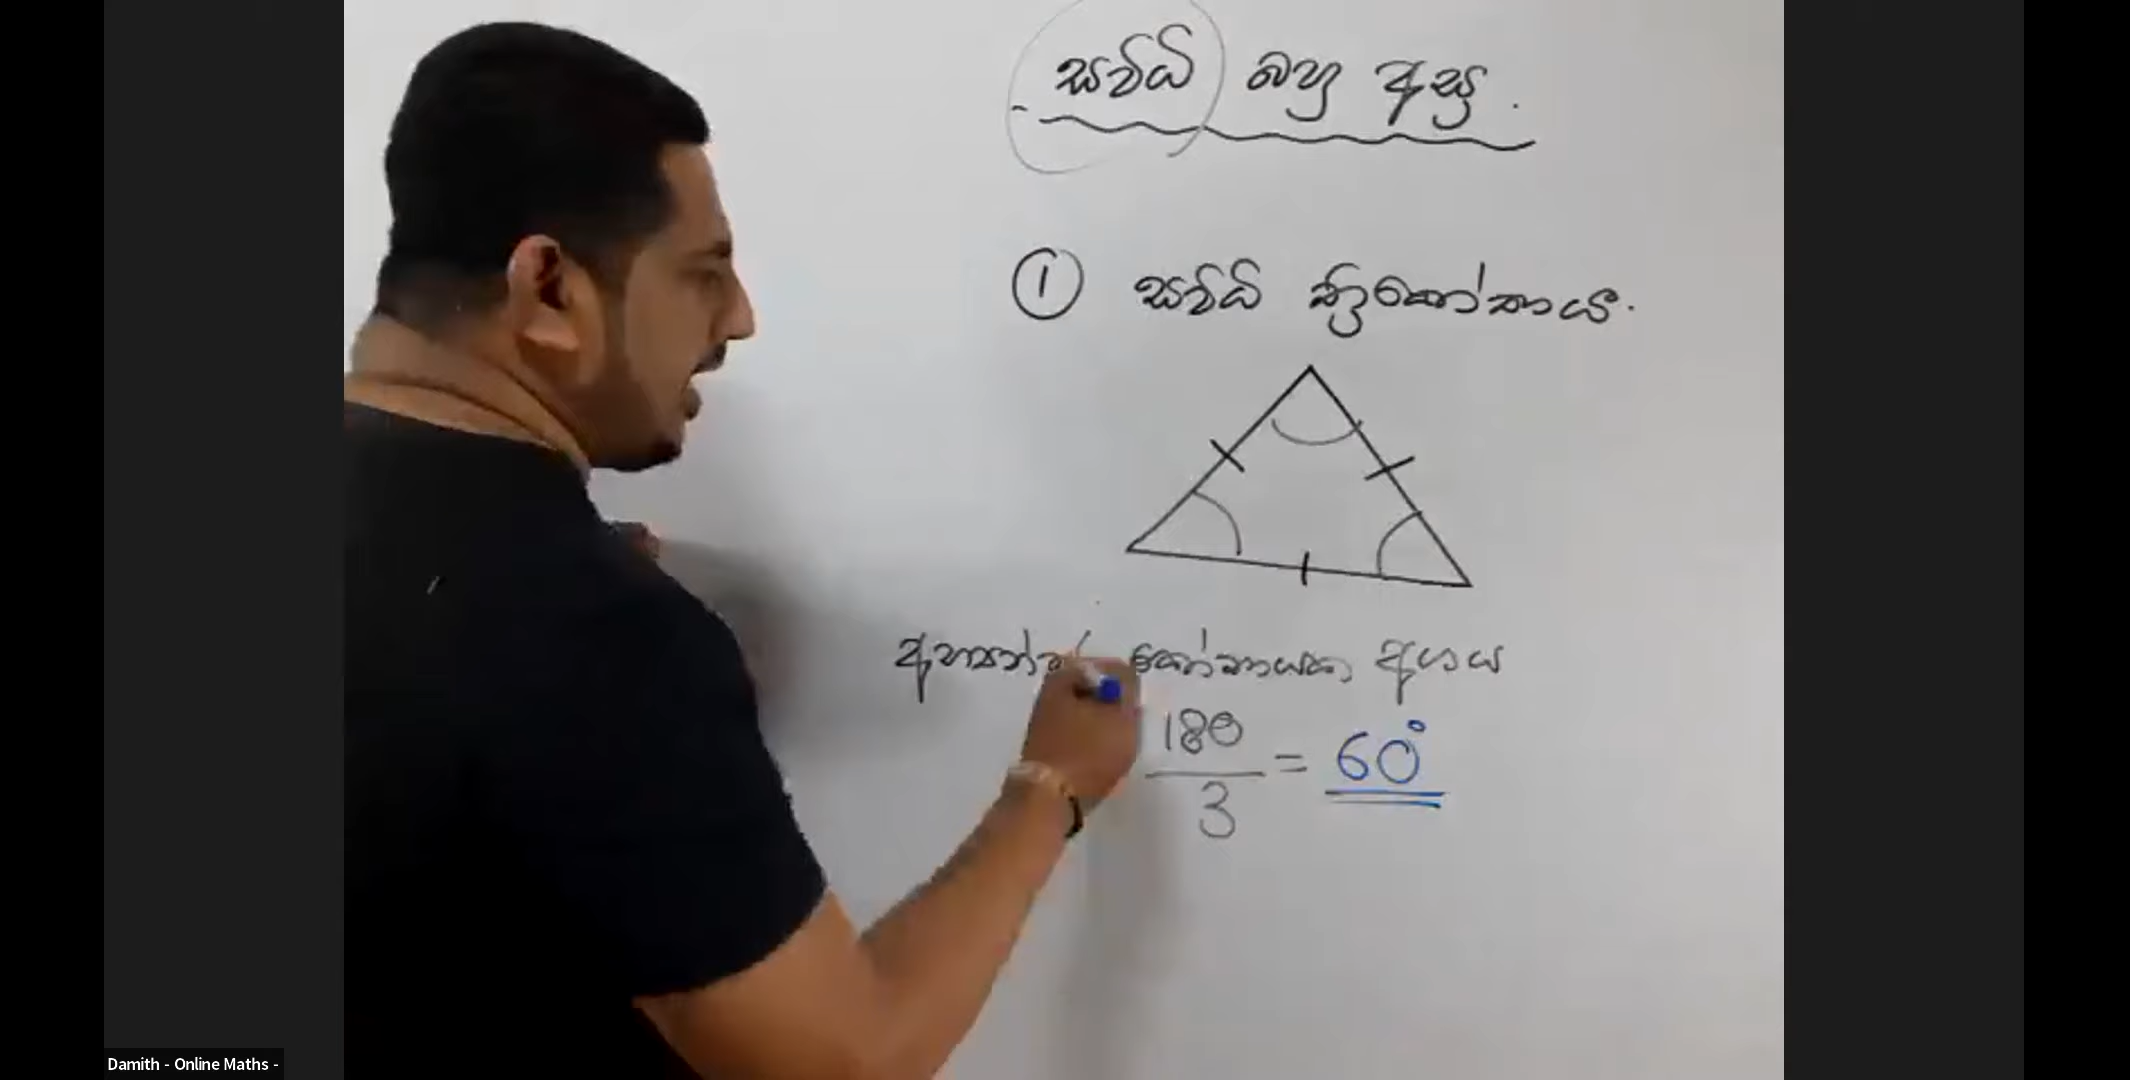 සවිධි බහු අස්‍ර.
① සවිධි ත්‍රිකෝණය.
අභ්‍යන්තර කෝණයක අගය
180
3
= 60°
Damith - Online Maths -